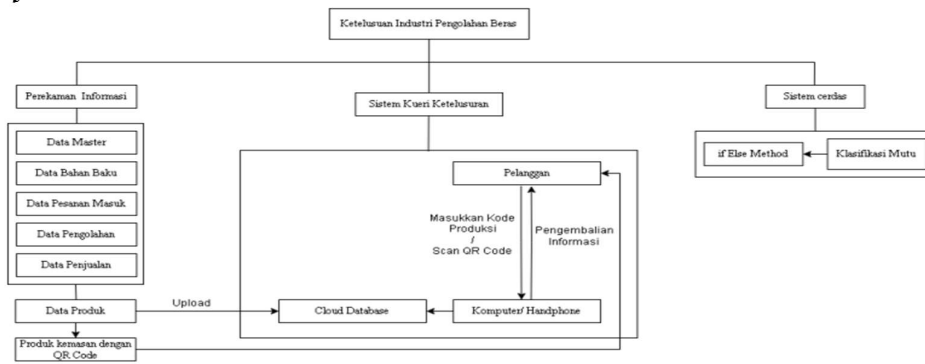 Ketelusuan Industri Pengolahan Beras
Perekaman Informasi
Sistem Kueri Ketelusuran
Sistem cerdas
Data Master
Data Bahan Baku
Data Pesanan Masuk
Data Pengolahan
Data Penjualan
Data Produk
Produk kemasan dengan
QR Code
Upload
Cloud Database
Pelanggan
Masukkan Kode
Produksi
/
Scan QR Code
Pengembalian
Informasi
Komputer/ Handphone
if Else Method
Klasifikasi Mutu